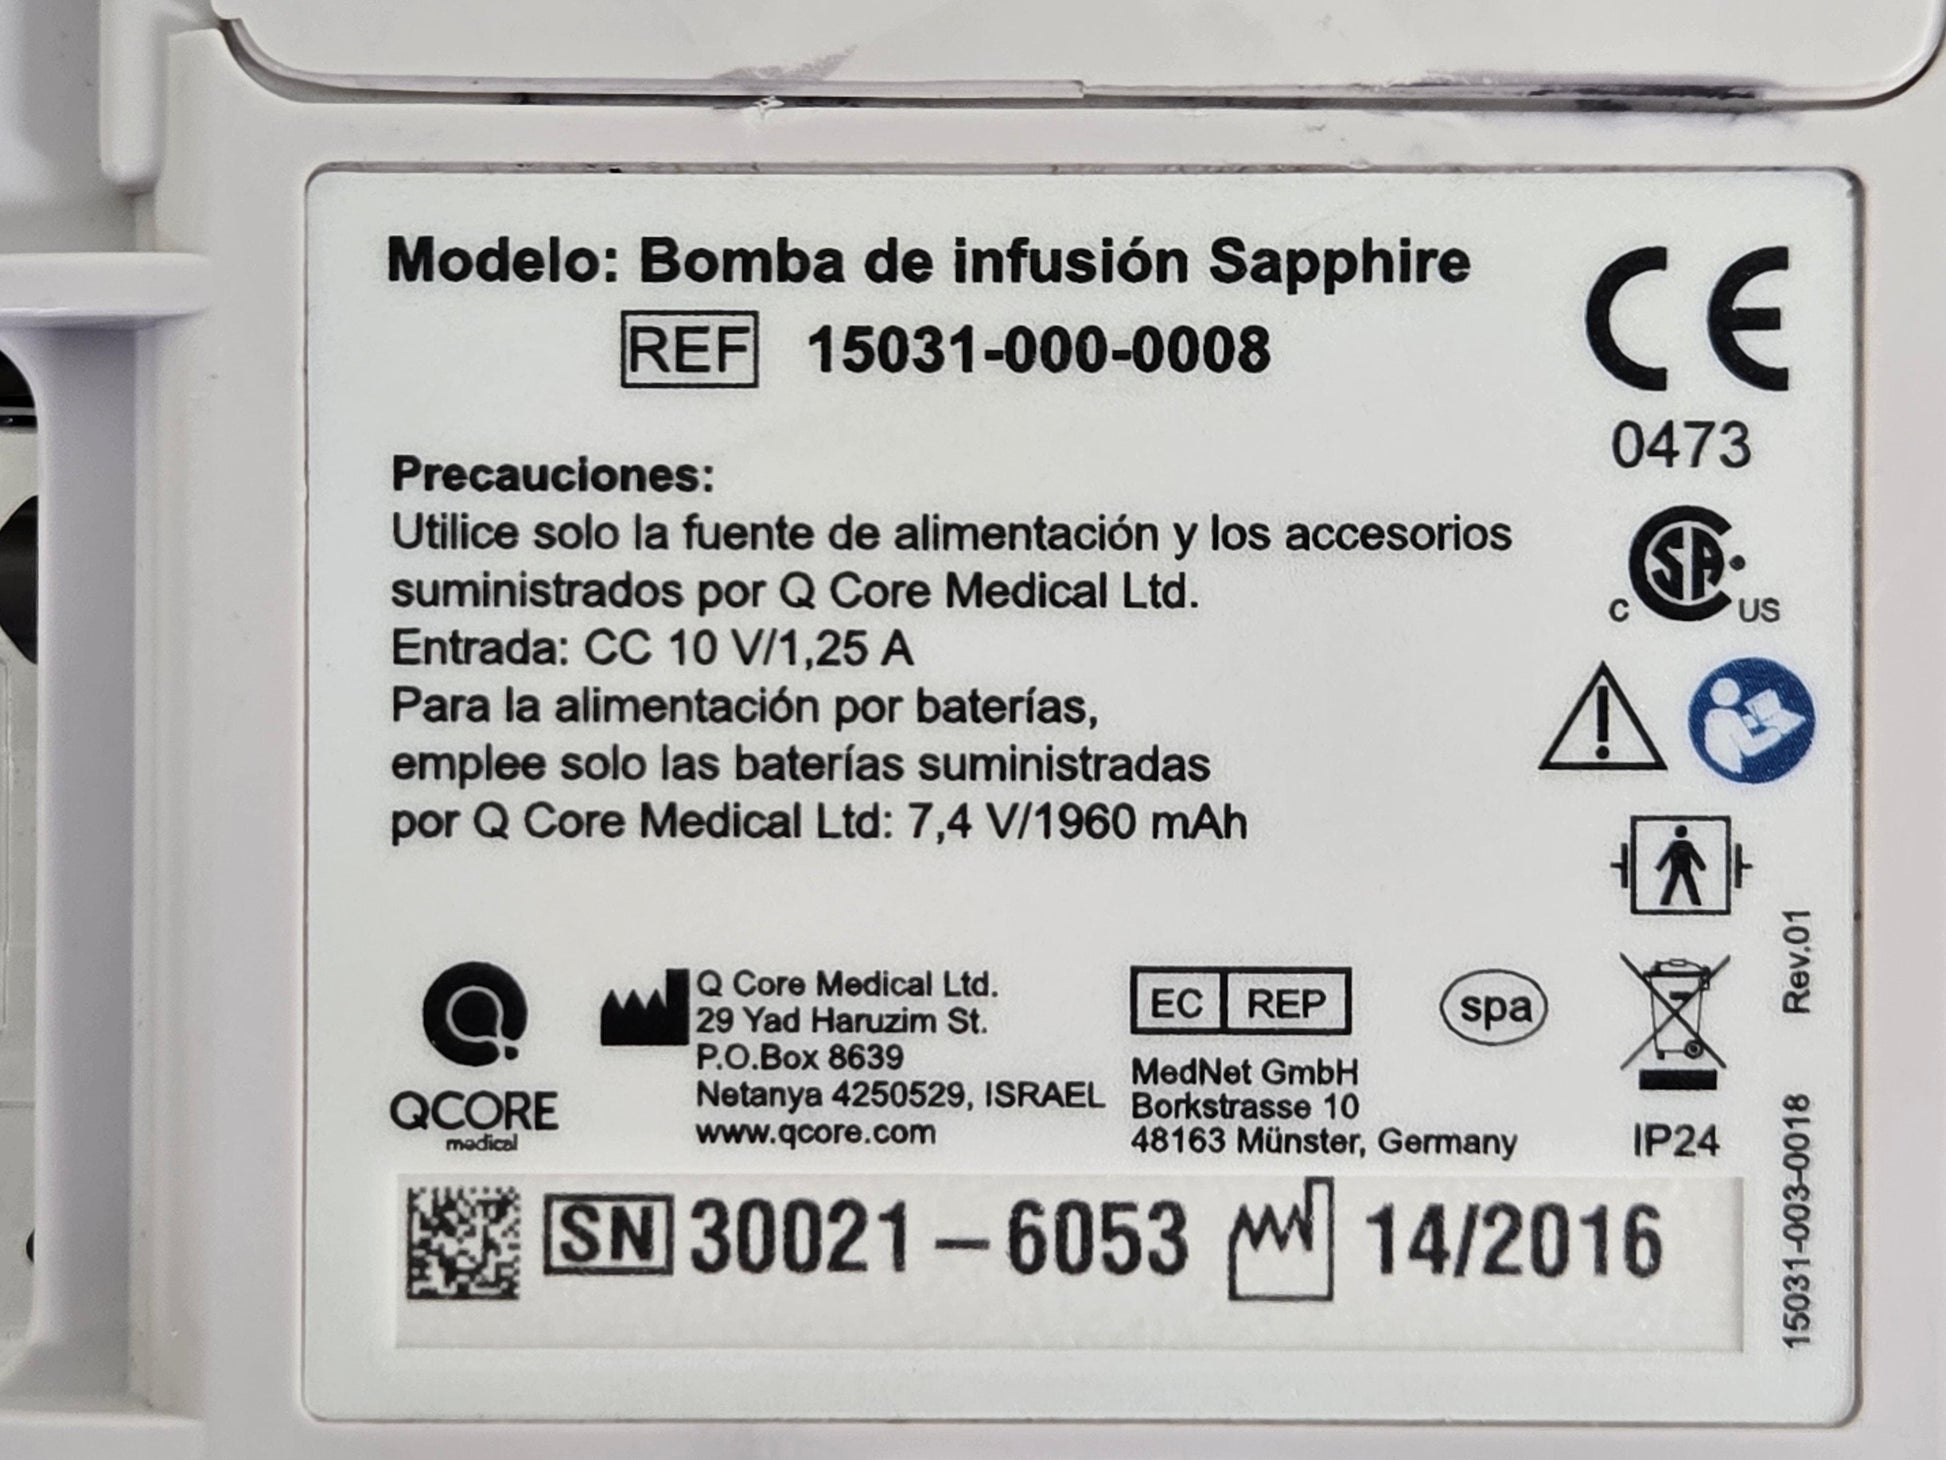 Modelo: Bomba de infusión Sapphire
REF 15031-000-0008
CE
0473
Precauciones:
Utilice solo la fuente de alimentación y los accesorios
suministrados por Q Core Medical Ltd.
Entrada: CC 10 V/1,25 A
Para la alimentación por baterías,
emplee solo las baterías suministradas
por Q Core Medical Ltd: 7,4 V/1960 mAh
C SA US
QCORE
medical
Q Core Medical Ltd.
29 Yad Haruzim St.
P.O.Box 8639
Netanya 4250529, ISRAEL
www.qcore.com
EC REP
MedNet GmbH
Borkstrasse 10
48163 Münster, Germany
spa
IP24
SN 30021-6053 14/2016
15031-003-0018 Rev.01